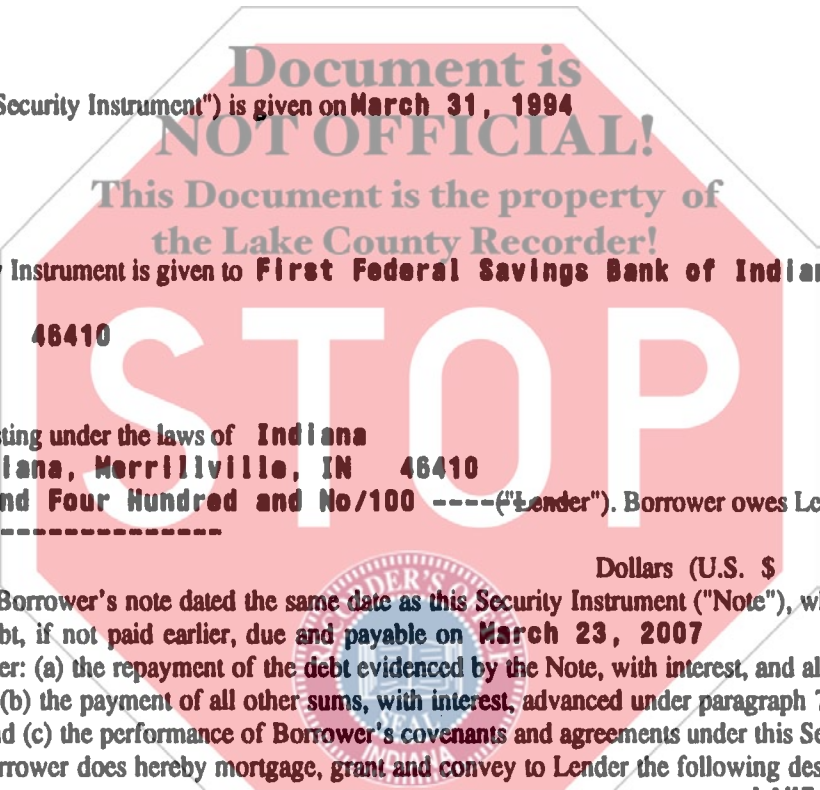 Document is
Security Instrument") is given on March 31, 1994
NOT OFFICIAL!
This Document is the property of
the Lake County Recorder!
Instrument is given to First Federal Savings Bank of Indian
46410
STOP
ting under the laws of Indiana
iana, Merrillville, IN 46410
nd Four Hundred and No/100 ----("Lender"). Borrower owes Le
---------------
Dollars (U.S. $
Borrower's note dated the same date as this Security Instrument ("Note"), wh
bt, if not paid earlier, due and payable on March 23, 2007
er: (a) the repayment of the debt evidenced by the Note, with interest, and al
(b) the payment of all other sums, with interest, advanced under paragraph 7
d (c) the performance of Borrower's covenants and agreements under this Se
rrower does hereby mortgage, grant and convey to Lender the following des
RECORDER'S OF
SEAL
INDIANA